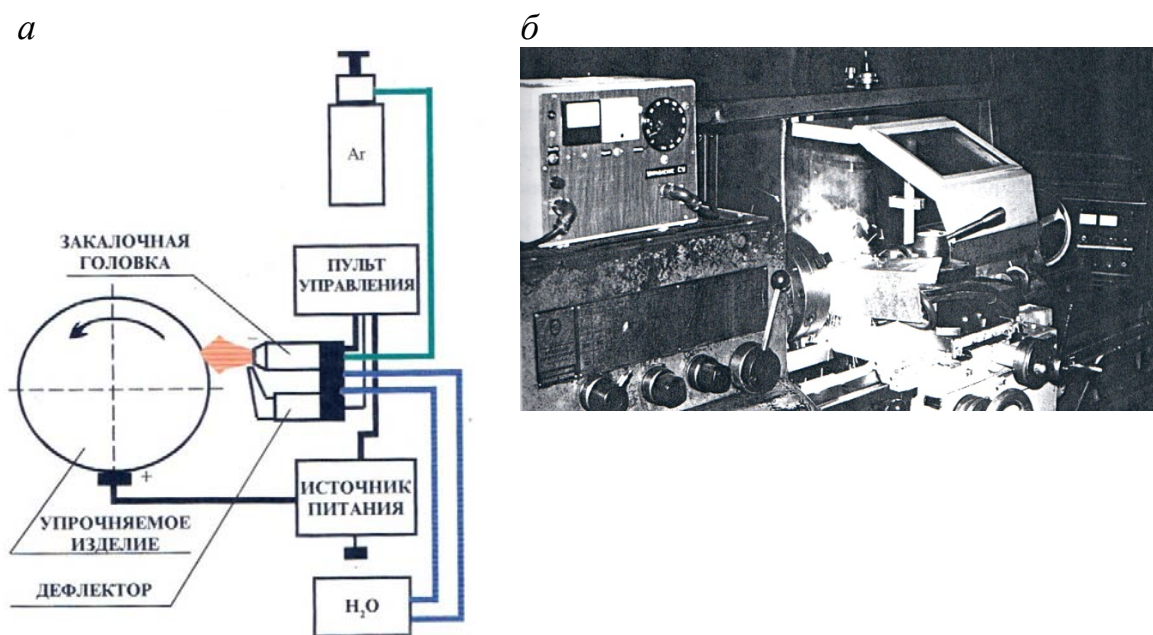 а
б
Ar
ЗАКАЛОЧНАЯ
ГОЛОВКА
ПУЛЬТ
УПРАВЛЕНИЯ
−
+
ИСТОЧНИК
ПИТАНИЯ
УПРОЧНЯЕМОЕ
ИЗДЕЛИЕ
ДЕФЛЕКТОР
H₂O